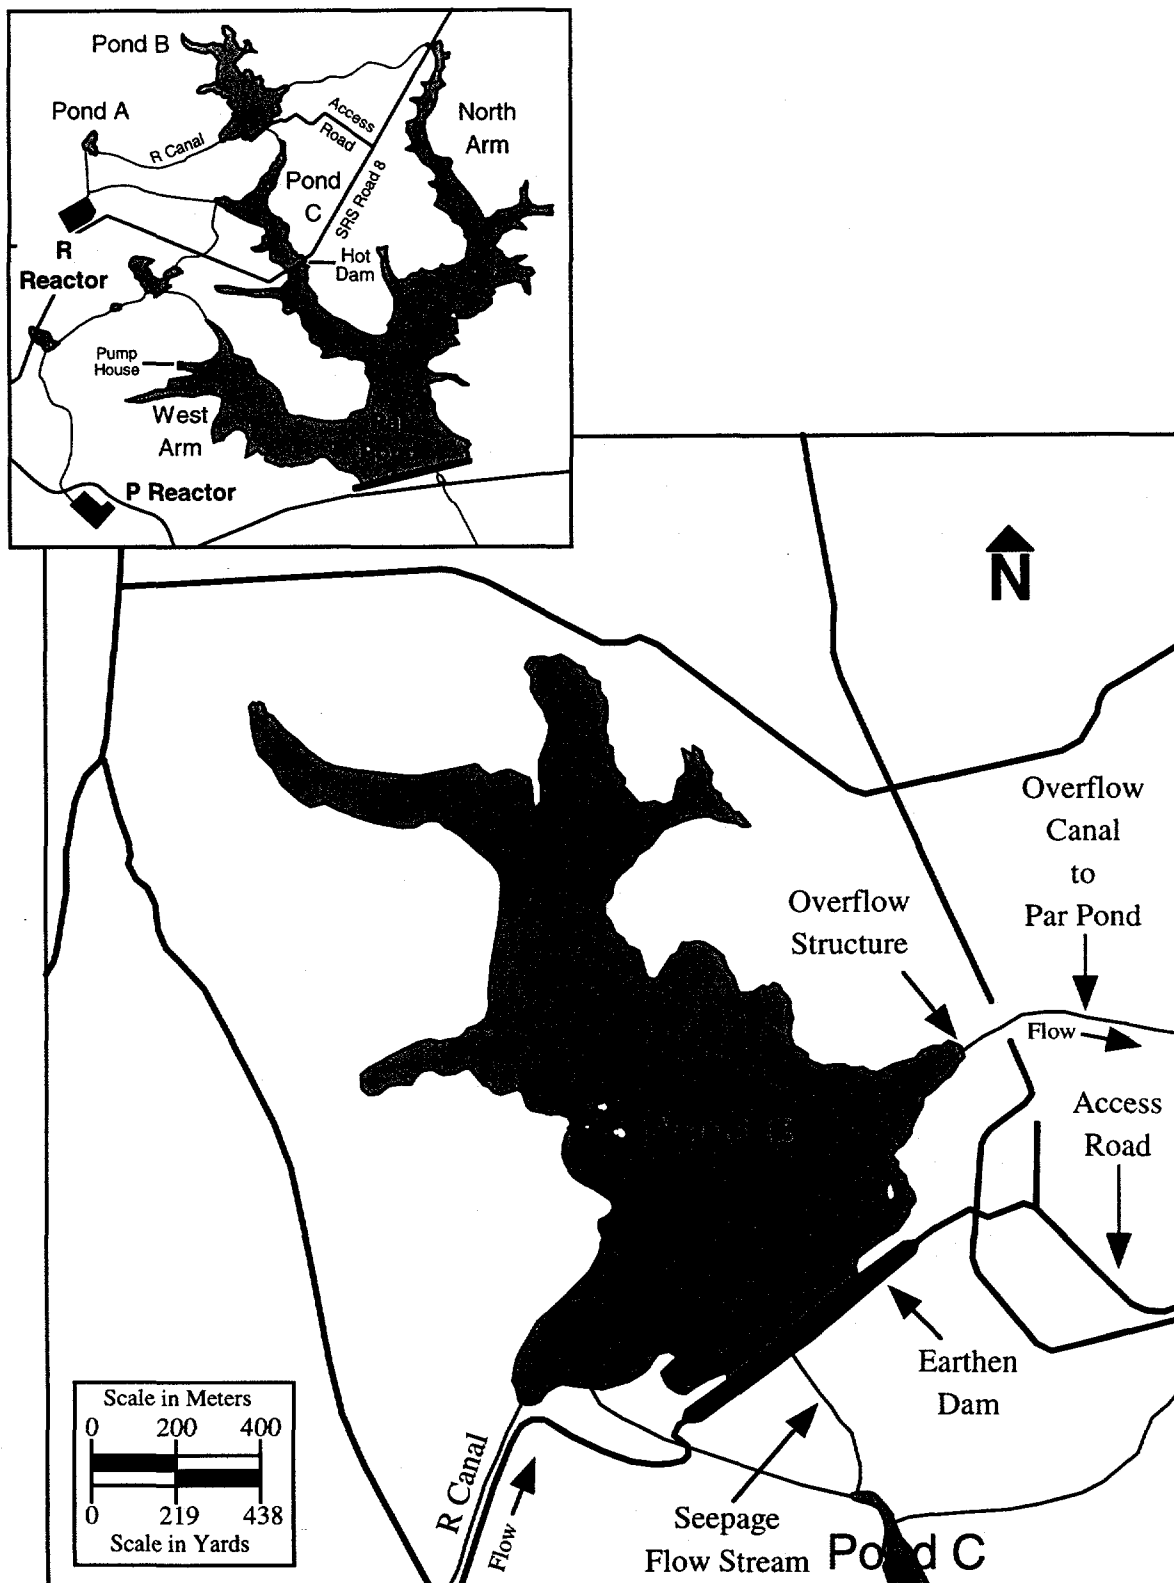 Pond B
Pond A
R Canal
Access
Road
North
Arm
Pond
C
SRS Road 8
Hot
Dam
R
Reactor
Pump
House
West
Arm
P Reactor
N
Overflow
Canal
to
Par Pond
Overflow
Structure
Flow
Access
Road
Earthen
Dam
Scale in Meters
0 200 400
0 219 438
Scale in Yards
R Canal
Flow
Seepage
Flow Stream
Pond C